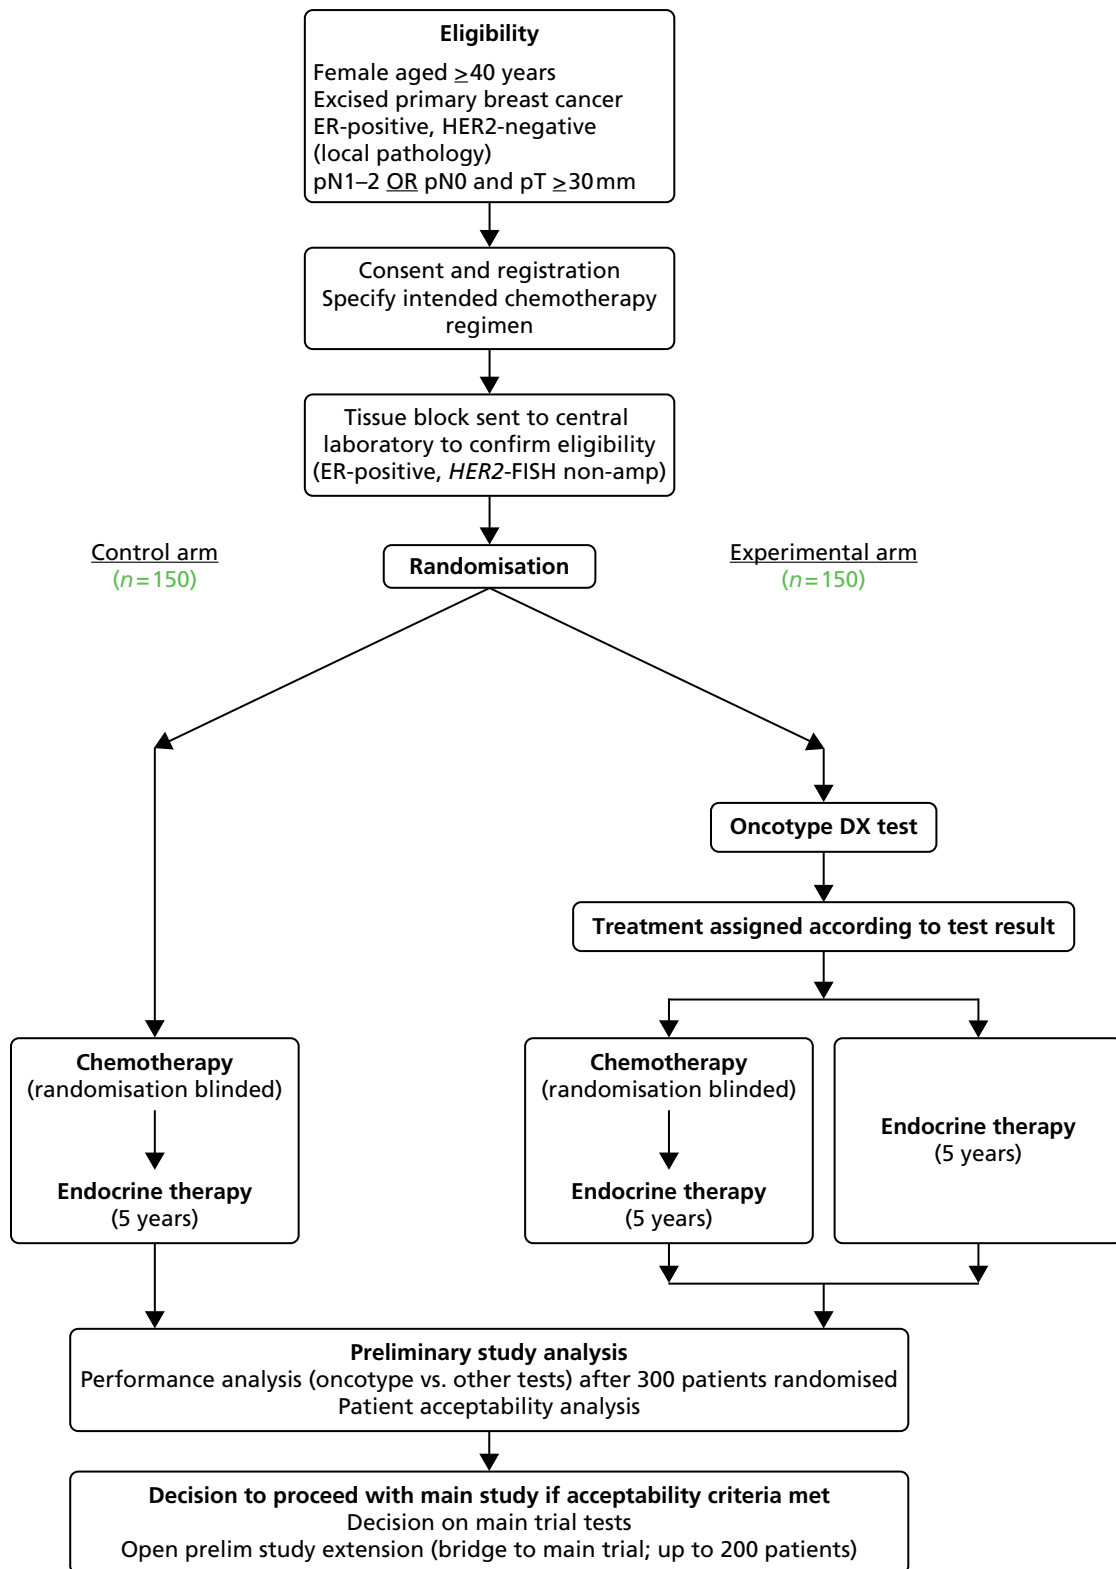 Eligibility
Female aged ≥40 years
Excised primary breast cancer
ER-positive, HER2-negative
(local pathology)
pN1–2 OR pN0 and pT ≥30mm
Consent and registration
Specify intended chemotherapy
regimen
Tissue block sent to central
laboratory to confirm eligibility
(ER-positive, HER2-FISH non-amp)
Control arm
(n=150)
Randomisation
Experimental arm
(n=150)
Oncotype DX test
Treatment assigned according to test result
Chemotherapy
(randomisation blinded)
Endocrine therapy
(5 years)
Chemotherapy
(randomisation blinded)
Endocrine therapy
(5 years)
Endocrine therapy
(5 years)
Preliminary study analysis
Performance analysis (oncotype vs. other tests) after 300 patients randomised
Patient acceptability analysis
Decision to proceed with main study if acceptability criteria met
Decision on main trial tests
Open prelim study extension (bridge to main trial; up to 200 patients)